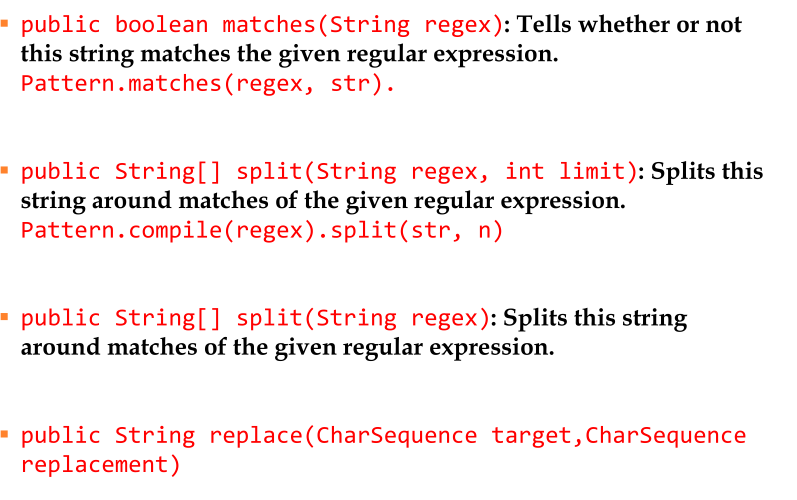 ▪ public boolean matches(String regex): Tells whether or not
this string matches the given regular expression.
Pattern.matches(regex, str).
▪ public String[] split(String regex, int limit): Splits this
string around matches of the given regular expression.
Pattern.compile(regex).split(str, n)
▪ public String[] split(String regex): Splits this string
around matches of the given regular expression.
▪ public String replace(CharSequence target,CharSequence
replacement)